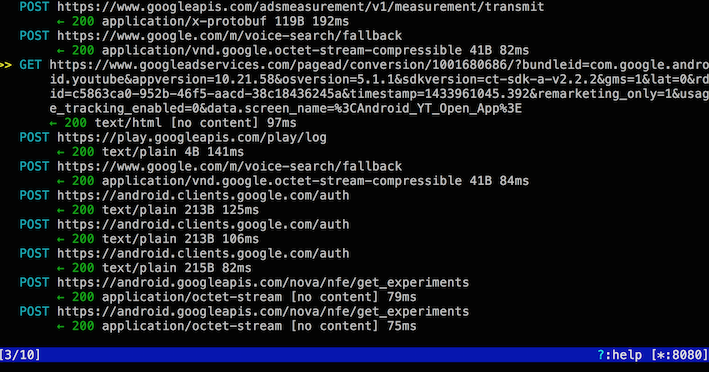 POST https://www.googleapis.com/adsmeasurement/v1/measurement/transmit
← 200 application/x-protobuf 119B 192ms
POST https://www.google.com/m/voice-search/fallback
← 200 application/vnd.google.octet-stream-compressible 41B 82ms
>> GET https://www.googleadservices.com/pagead/conversion/1001680686/?bundleid=com.google.andro
id.youtube&appversion=10.21.58&osversion=5.1.1&sdkversion=ct-sdk-a-v2.2.2&gms=1&lat=0&rd
id=c5863ca0-952b-46f5-aacd-38c18436245a&timestamp=1433961045.392&remarketing_only=1&usag
e_tracking_enabled=0&data.screen_name=%3CAndroid_YT_Open_App%3E
← 200 text/html [no content] 97ms
POST https://play.googleapis.com/play/log
← 200 text/plain 4B 141ms
POST https://www.google.com/m/voice-search/fallback
← 200 application/vnd.google.octet-stream-compressible 41B 84ms
POST https://android.clients.google.com/auth
← 200 text/plain 213B 125ms
POST https://android.clients.google.com/auth
← 200 text/plain 213B 106ms
POST https://android.clients.google.com/auth
← 200 text/plain 215B 82ms
POST https://android.googleapis.com/nova/nfe/get_experiments
← 200 application/octet-stream [no content] 79ms
POST https://android.googleapis.com/nova/nfe/get_experiments
← 200 application/octet-stream [no content] 75ms
[3/10] ?:help [*:8080]